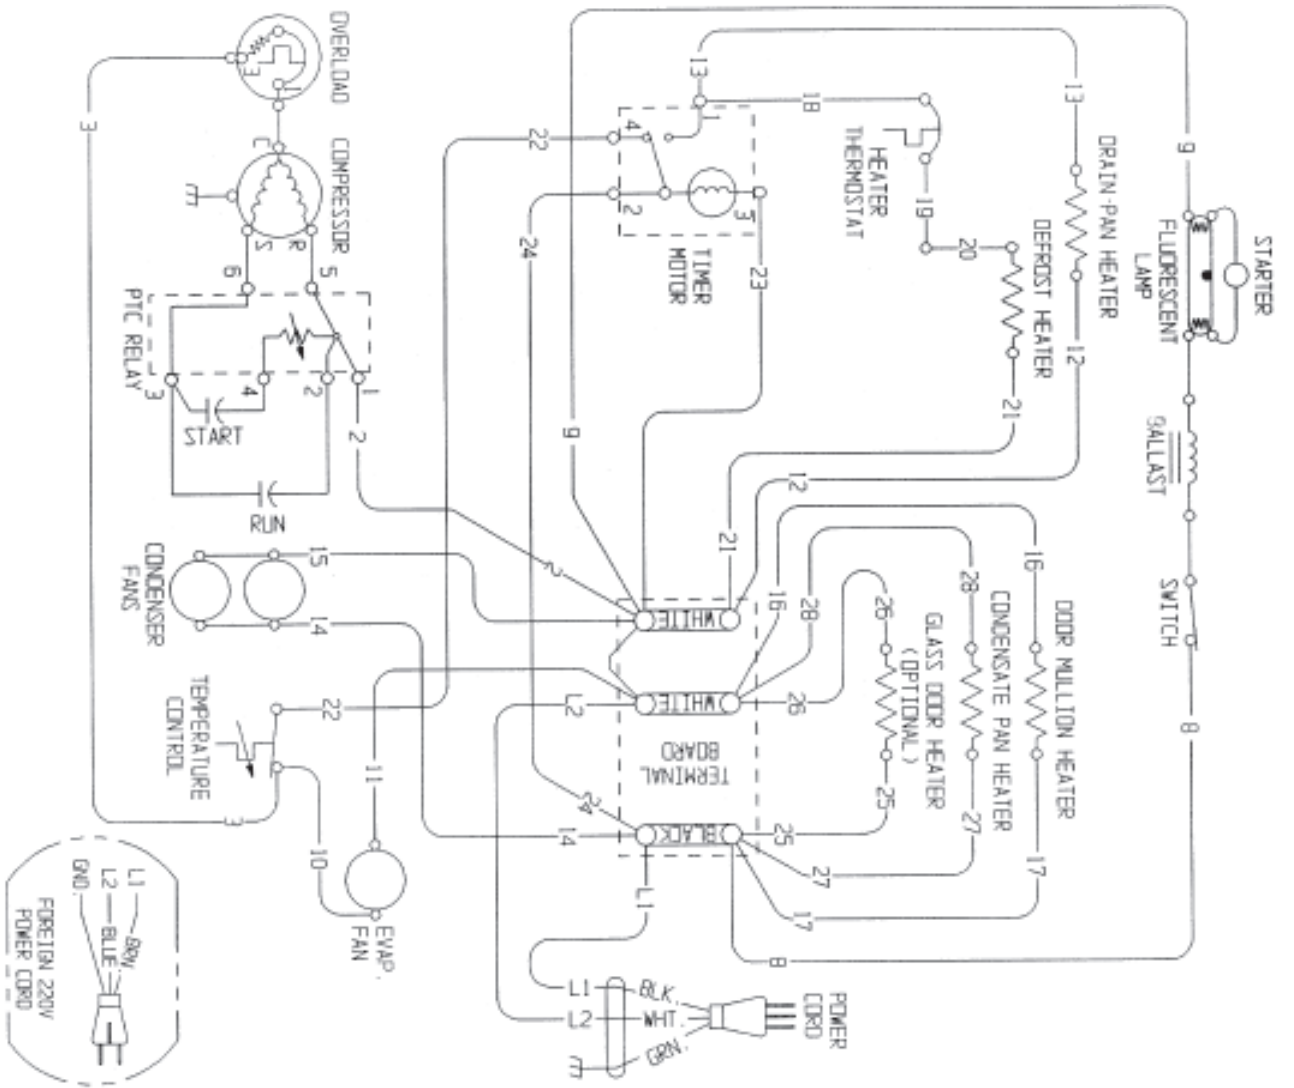 OVERLOAD
3
1
3
COMPRESSOR
C
S
R
6
5
PTC RELAY
3
4
2
1
START
RUN
2
2
CONDENSER
FANS
15
14
14
TEMPERATURE
CONTROL
22
22
3
10
11
EVAP.
FAN
TIMER
MOTOR
4
1
2
3
24
24
23
13
13
18
HEATER
THERMOSTAT
19
20
DEFROST HEATER
21
21
DRAIN-PAN HEATER
12
12
9
9
STARTER
FLUORESCENT
LAMP
BALLAST
SWITCH
8
8
WHITE
WHITE
TERMINAL
BOARD
BLACK
16
16
28
28
26
26
GLASS DOOR HEATER
(OPTIONAL)
CONDENSATE PAN HEATER
DOOR MULLION HEATER
25
25
27
27
17
17
L2
L1
L1
L2
BLK.
WHT.
GRN.
POWER
CORD
L1
L2
GND.
BRN
BLUE
FOREIGN 220V
POWER CORD